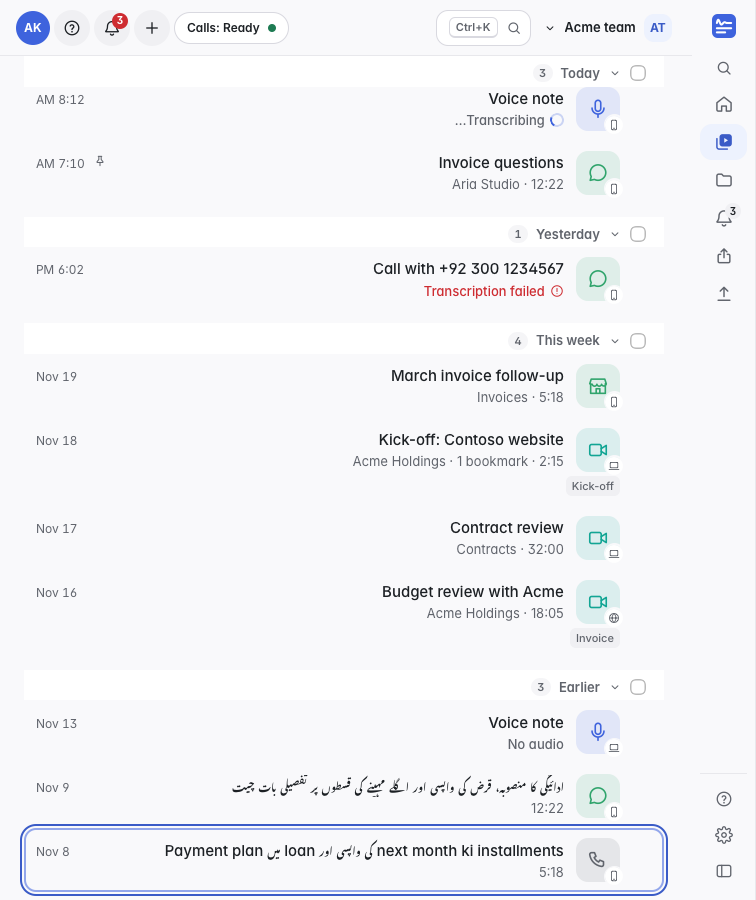 AK
3
Calls: Ready
Ctrl+K
Acme team
AT
3
Today
3
Voice note
AM 8:12
Transcribing…
Invoice questions
AM 7:10
Aria Studio · 12:22
Yesterday
1
Call with +92 300 1234567
PM 6:02
Transcription failed
This week
4
March invoice follow-up
Nov 19
Invoices · 5:18
Kick-off: Contoso website
Nov 18
Acme Holdings · 1 bookmark · 2:15
Kick-off
Contract review
Nov 17
Contracts · 32:00
Budget review with Acme
Nov 16
Acme Holdings · 18:05
Invoice
Earlier
3
Voice note
Nov 13
No audio
ادائیگی کا منصوبہ، قرض کی واپسی اور اگلے مہینے کی قسطوں پر تفصیلی بات چیت
Nov 9
12:22
Payment plan میں loan کی واپسی اور next month ki installments
Nov 8
5:18